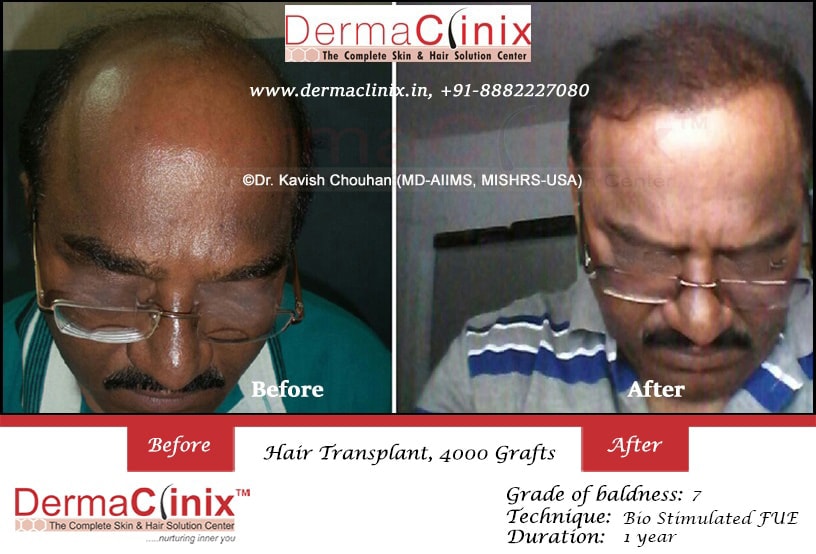 DermaClinix
The Complete Skin & Hair Solution Center
www.dermaclinix.in, +91-8882227080
DermaClinix™
©Dr. Kavish Chouhan (MD-AIIMS, MISHRS-USA)
Center
Before
After
Before
Hair Transplant, 4000 Grafts
After
DermaClinix™
The Complete Skin & Hair Solution Center
.....nurturing inner you
Grade of baldness: 7
Technique: Bio Stimulated FUE
Duration: 1 year